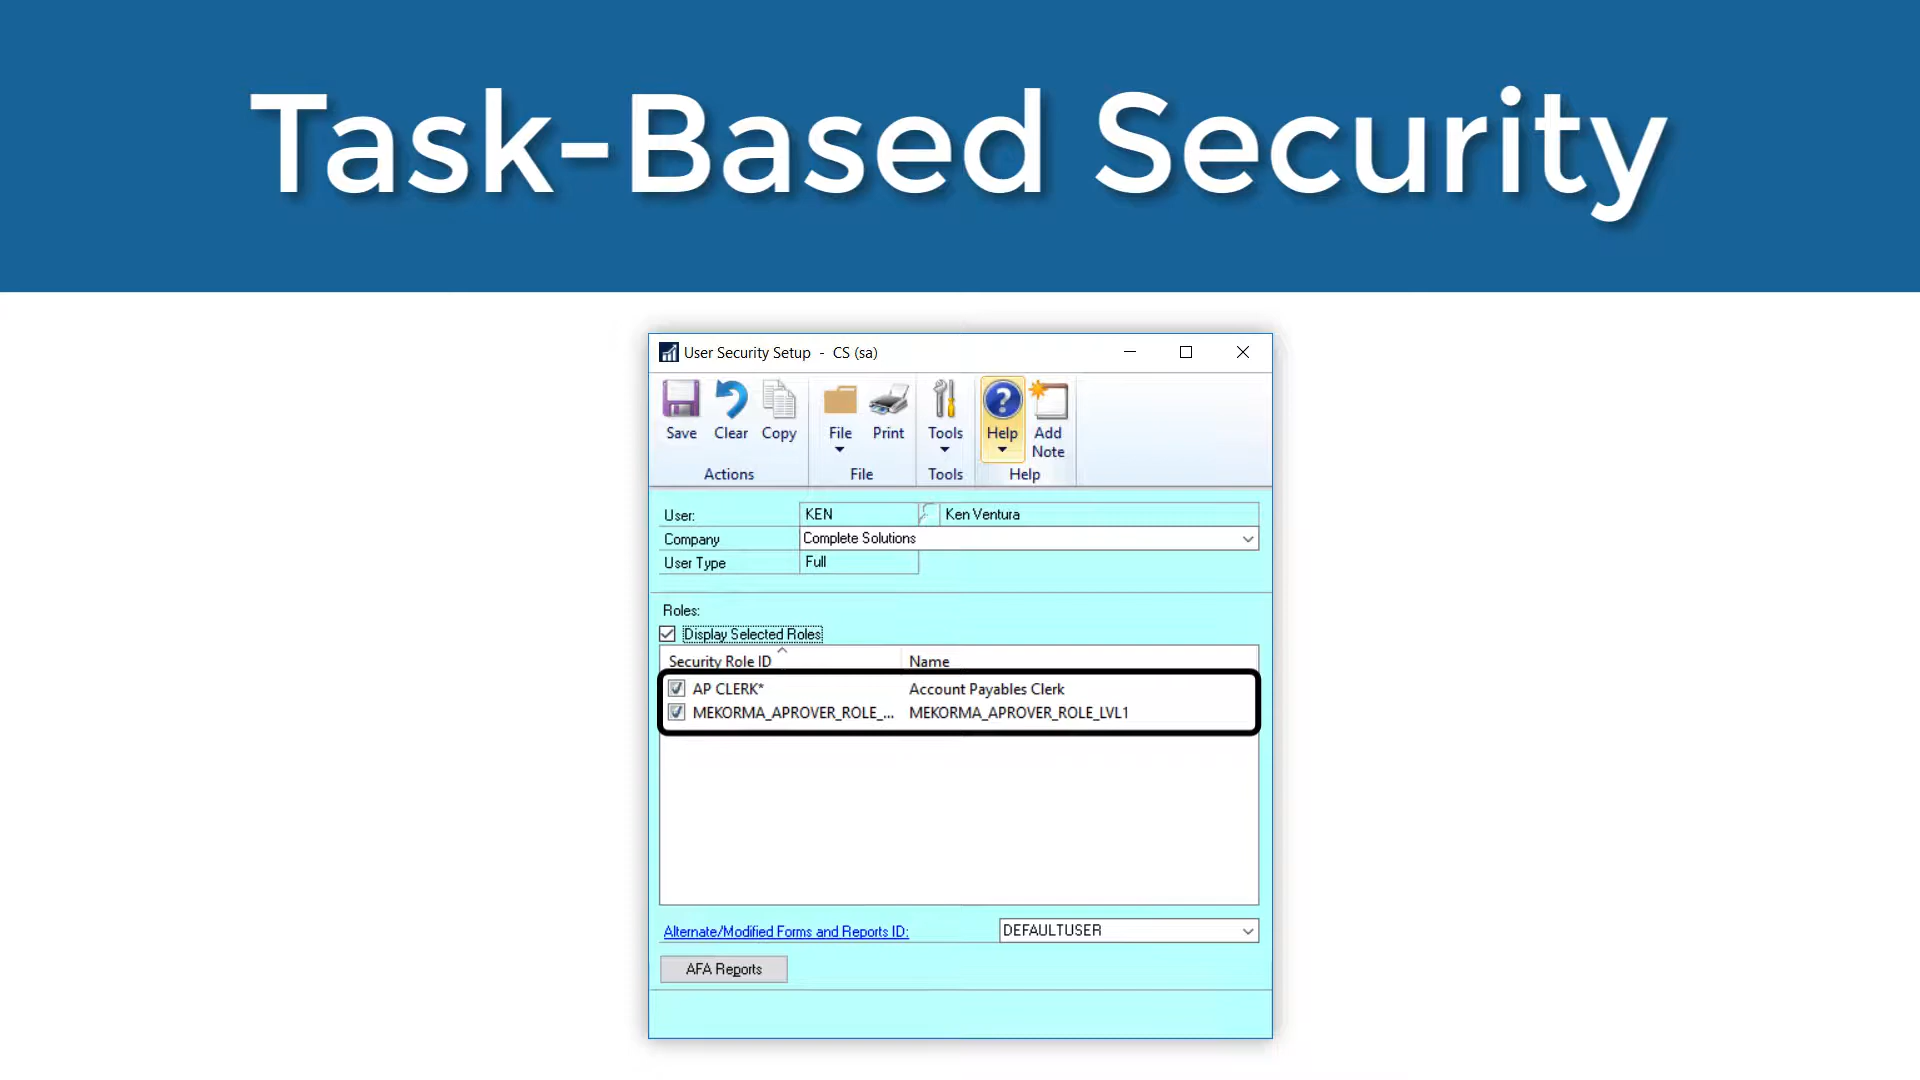 Task-Based Security
User Security Setup - CS (sa)
Save Clear Copy File Print Tools Help Add Note
Actions File Tools Help
User: KEN Ken Ventura
Company Complete Solutions
User Type Full
Roles:
Display Selected Roles
Security Role ID Name
AP CLERK* Account Payables Clerk
MEKORMA_APROVER_ROLE_... MEKORMA_APROVER_ROLE_LVL1
Alternate/Modified Forms and Reports ID: DEFAULTUSER
AFA Reports